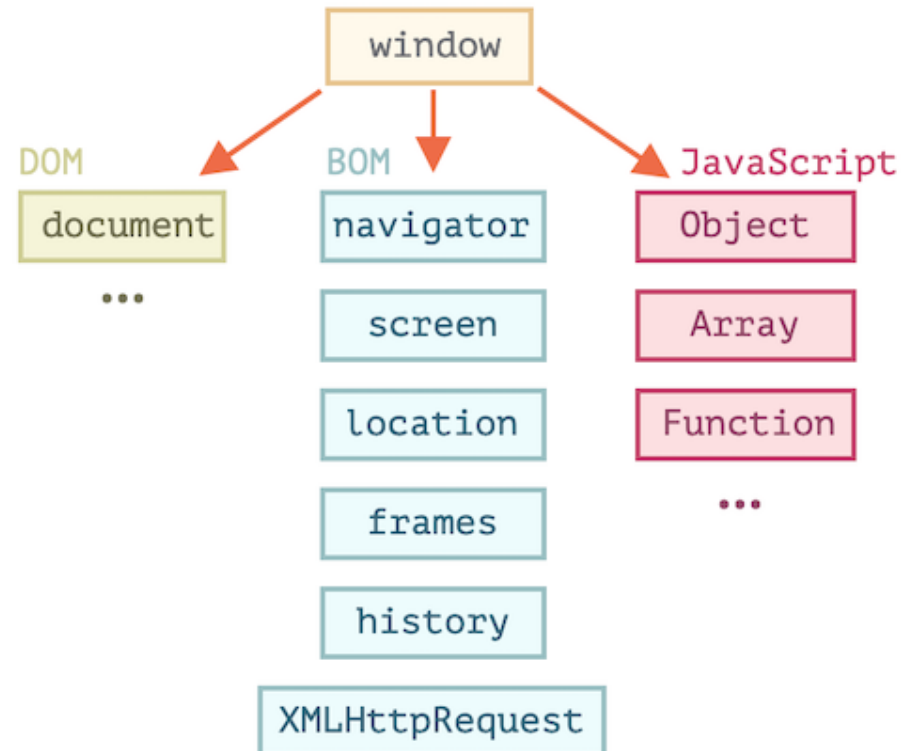 window
DOM
BOM
JavaScript
document
navigator
Object
...
screen
Array
location
Function
frames
...
history
XMLHttpRequest